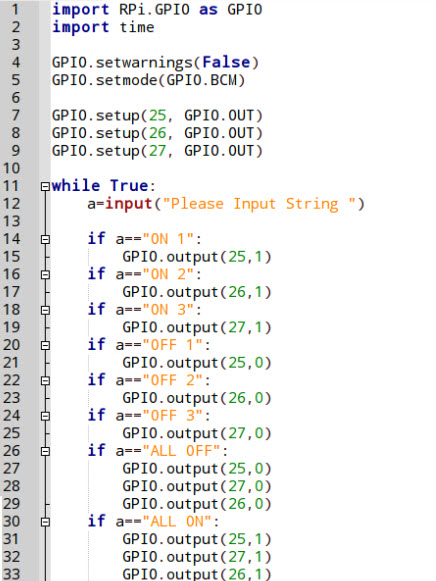 1 import RPi.GPIO as GPIO
2 import time
3
4 GPIO.setwarnings(False)
5 GPIO.setmode(GPIO.BCM)
6
7 GPIO.setup(25, GPIO.OUT)
8 GPIO.setup(26, GPIO.OUT)
9 GPIO.setup(27, GPIO.OUT)
10
11 while True:
12     a=input("Please Input String ")
13
14     if a=="ON 1":
15         GPIO.output(25,1)
16     if a=="ON 2":
17         GPIO.output(26,1)
18     if a=="ON 3":
19         GPIO.output(27,1)
20     if a=="OFF 1":
21         GPIO.output(25,0)
22     if a=="OFF 2":
23         GPIO.output(26,0)
24     if a=="OFF 3":
25         GPIO.output(27,0)
26     if a=="ALL OFF":
27         GPIO.output(25,0)
28         GPIO.output(27,0)
29         GPIO.output(26,0)
30     if a=="ALL ON":
31         GPIO.output(25,1)
32         GPIO.output(27,1)
33         GPIO.output(26,1)